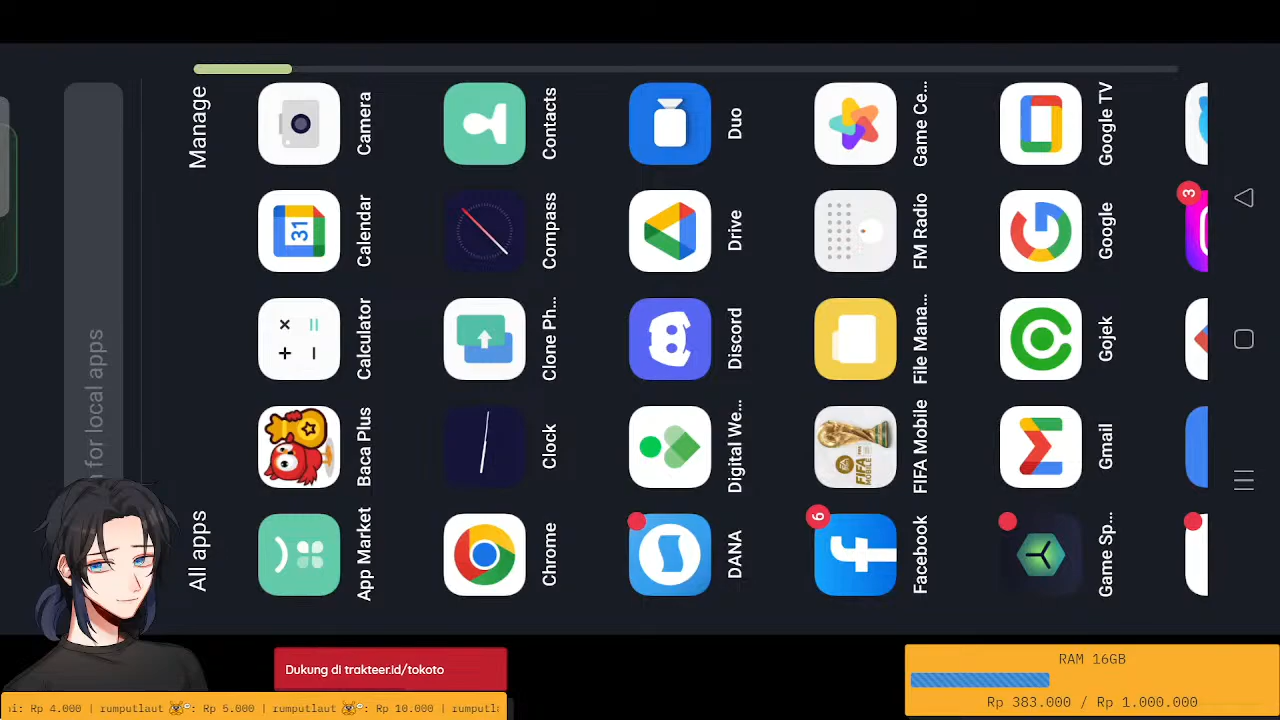 for local apps
All apps Manage
31
App Market Baca Plus Calculator Calendar Camera
Chrome Clock Clone Ph... Compass Contacts
DANA Digital We... Discord Drive Duo
6
Facebook FIFA Mobile File Mana... FM Radio Game Ce...
Game Sp... Gmail Gojek Google Google TV
3
Dukung di trakteer.id/tokoto
i: Rp 4.000 | rumputlaut : Rp 5.000 | rumputlaut : Rp 10.000 | rumputl
RAM 16GB
Rp 383.000 / Rp 1.000.000